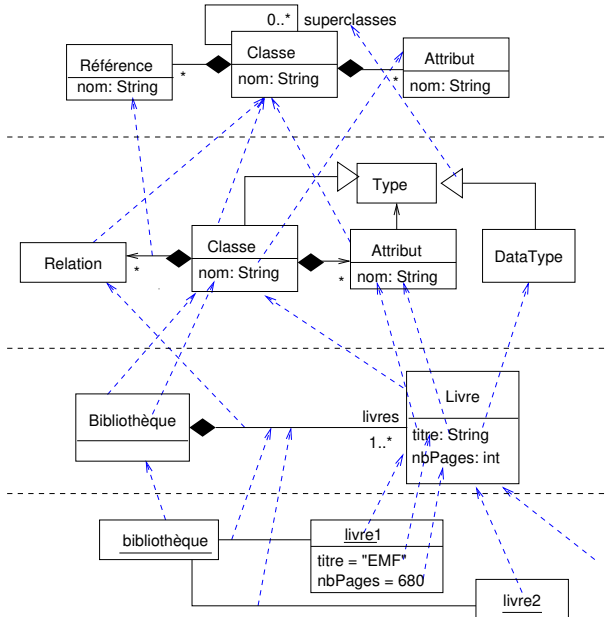 0..* superclasses
Référence
nom: String
*
Classe
nom: String
*
Attribut
nom: String
Type
Relation
*
Classe
nom: String
*
Attribut
nom: String
DataType
Bibliothèque
livres
1..*
Livre
titre: String
nbPages: int
bibliothèque
livre1
titre = "EMF"
nbPages = 680
livre2